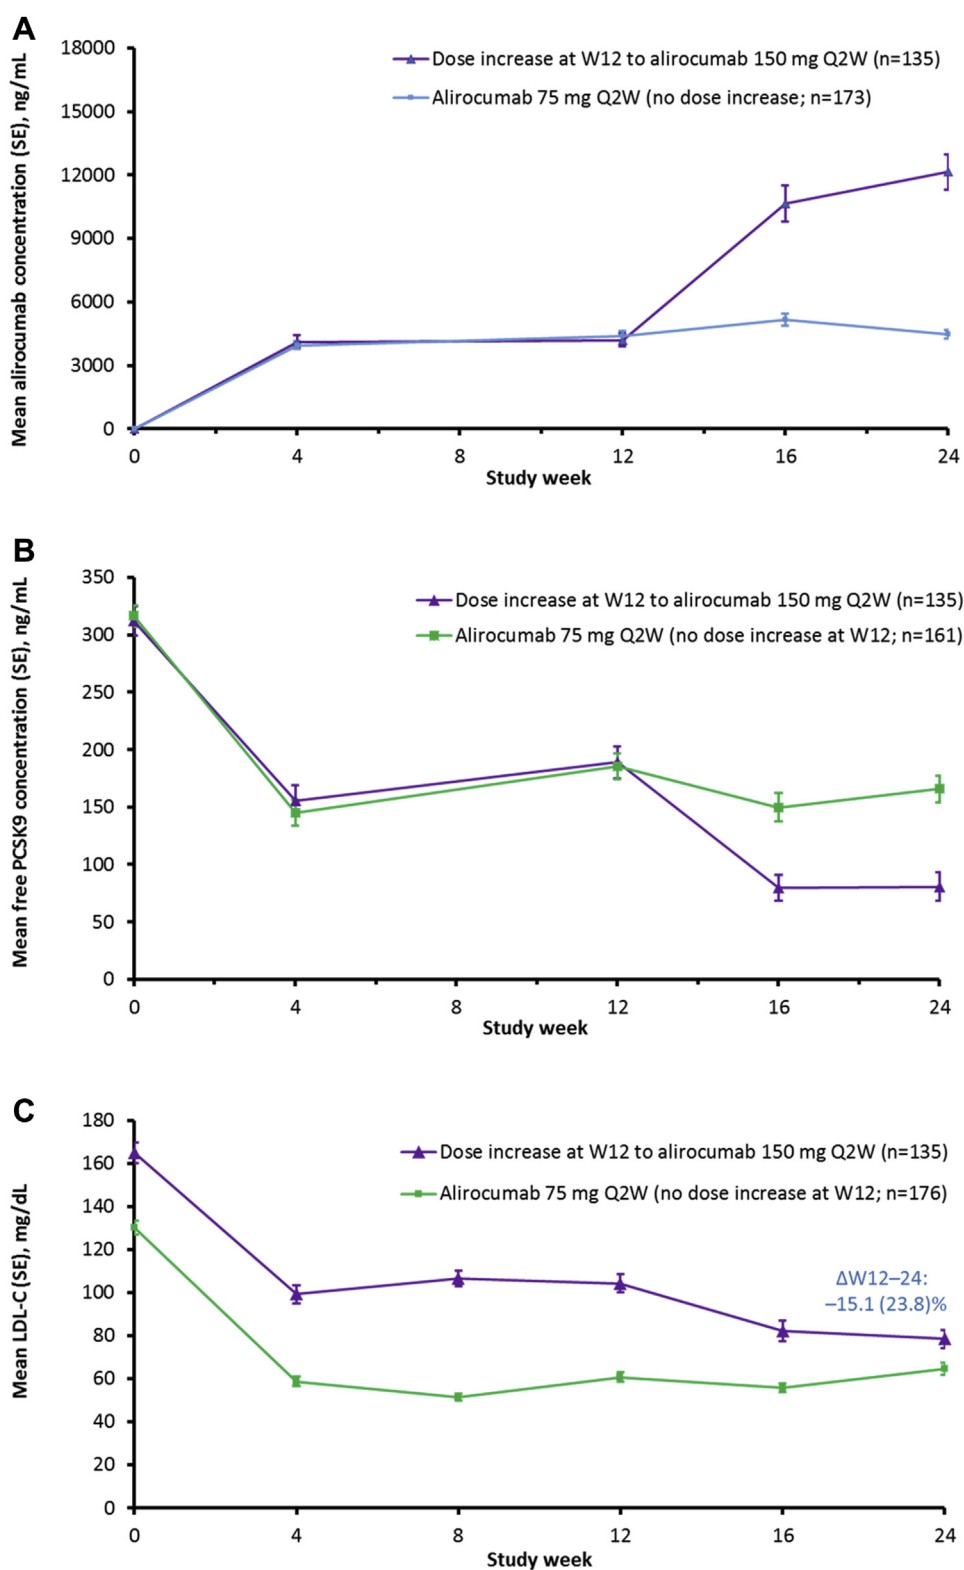 A
Mean alirocumab concentration (SE), ng/mL
18000
15000
12000
9000
6000
3000
0
Dose increase at W12 to alirocumab 150 mg Q2W (n=135)
Alirocumab 75 mg Q2W (no dose increase; n=173)
0 4 8 12 16 24
Study week
B
Mean free PCSK9 concentration (SE), ng/mL
350
300
250
200
150
100
50
0
Dose increase at W12 to alirocumab 150 mg Q2W (n=135)
Alirocumab 75 mg Q2W (no dose increase at W12; n=161)
0 4 8 12 16 24
Study week
C
Mean LDL-C(SE), mg/dL
180
160
140
120
100
80
60
40
20
0
Dose increase at W12 to alirocumab 150 mg Q2W (n=135)
Alirocumab 75 mg Q2W (no dose increase at W12; n=176)
ΔW12–24:
–15.1 (23.8)%
0 4 8 12 16 24
Study week